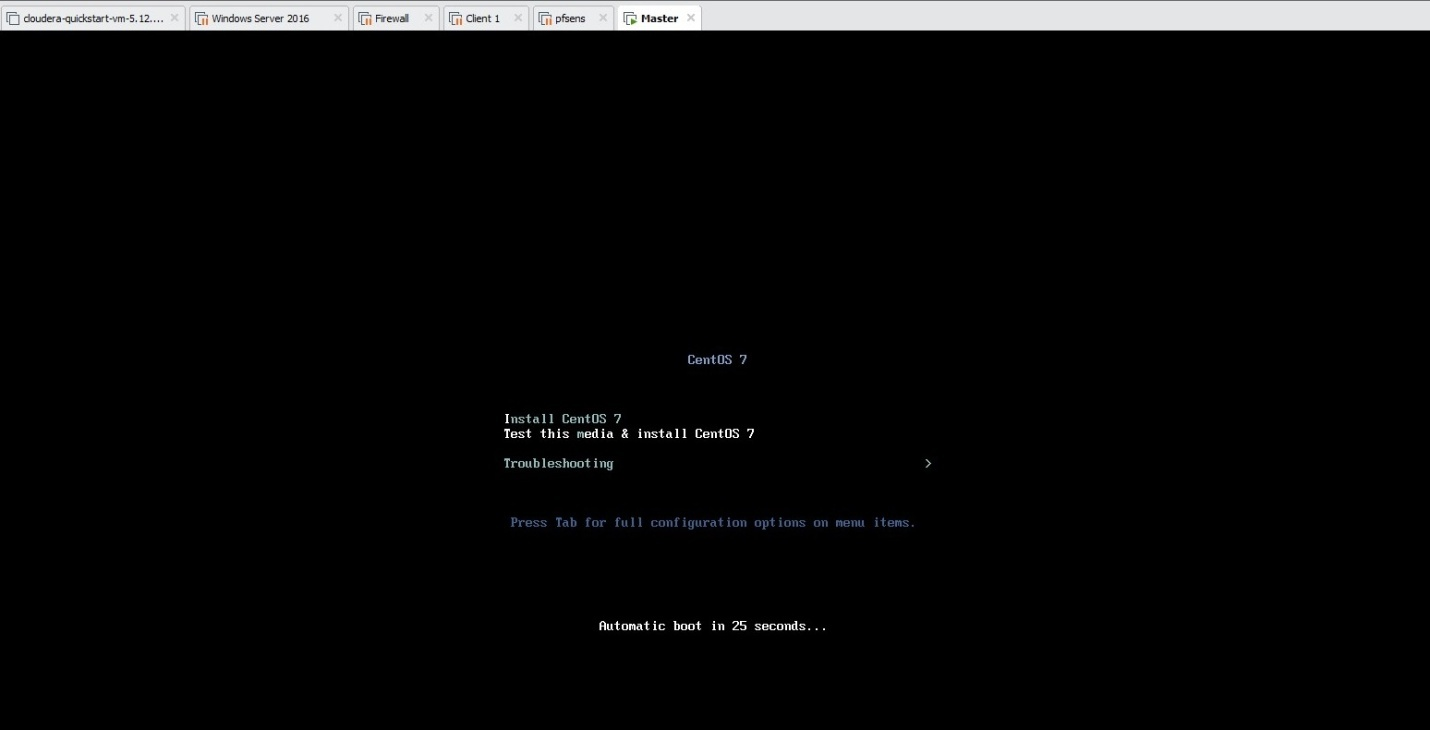 cloudera-quickstart-vm-5.12....
Windows Server 2016
Firewall
Client 1
pfsens
Master
CentOS 7
Install CentOS 7
Test this media & install CentOS 7
Troubleshooting >
Press Tab for full configuration options on menu items.
Automatic boot in 25 seconds...